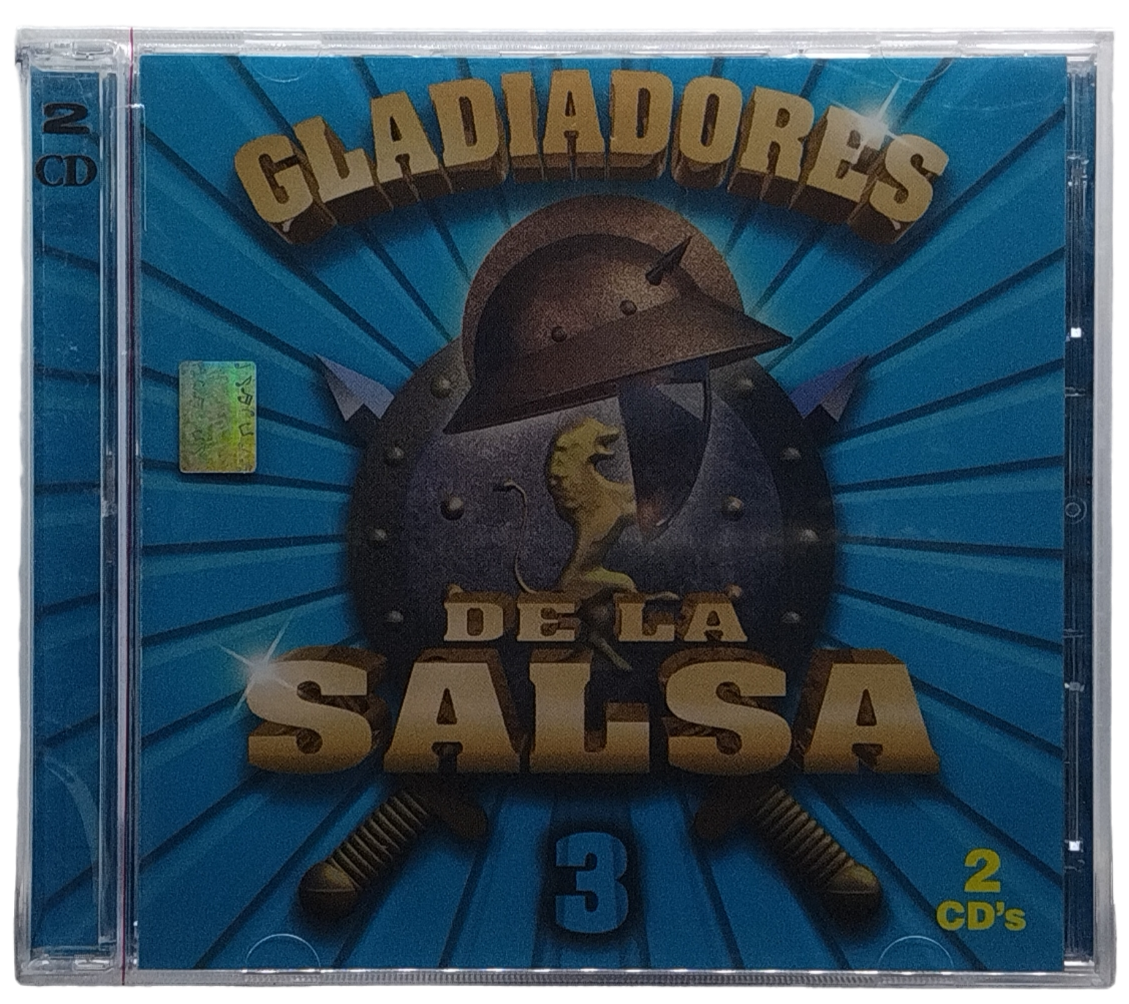 2
CD
GLADIADORES
DE LA
SALSA
3
2
CD's